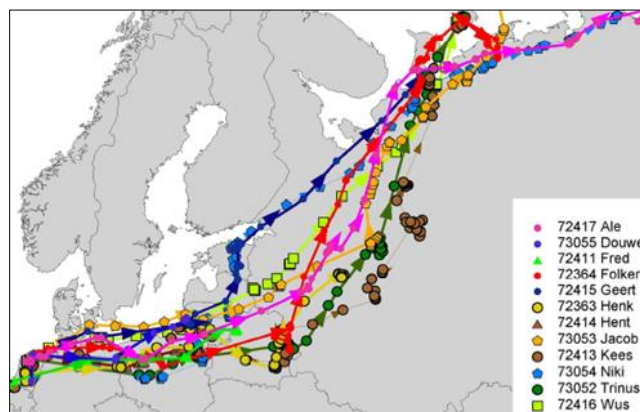 72417 Ale
73055 Douwe
72411 Fred
72364 Folkert
72415 Geert
72363 Henk
72414 Hent
73053 Jacob
72413 Kees
73054 Niki
73052 Trinus
72416 Wus